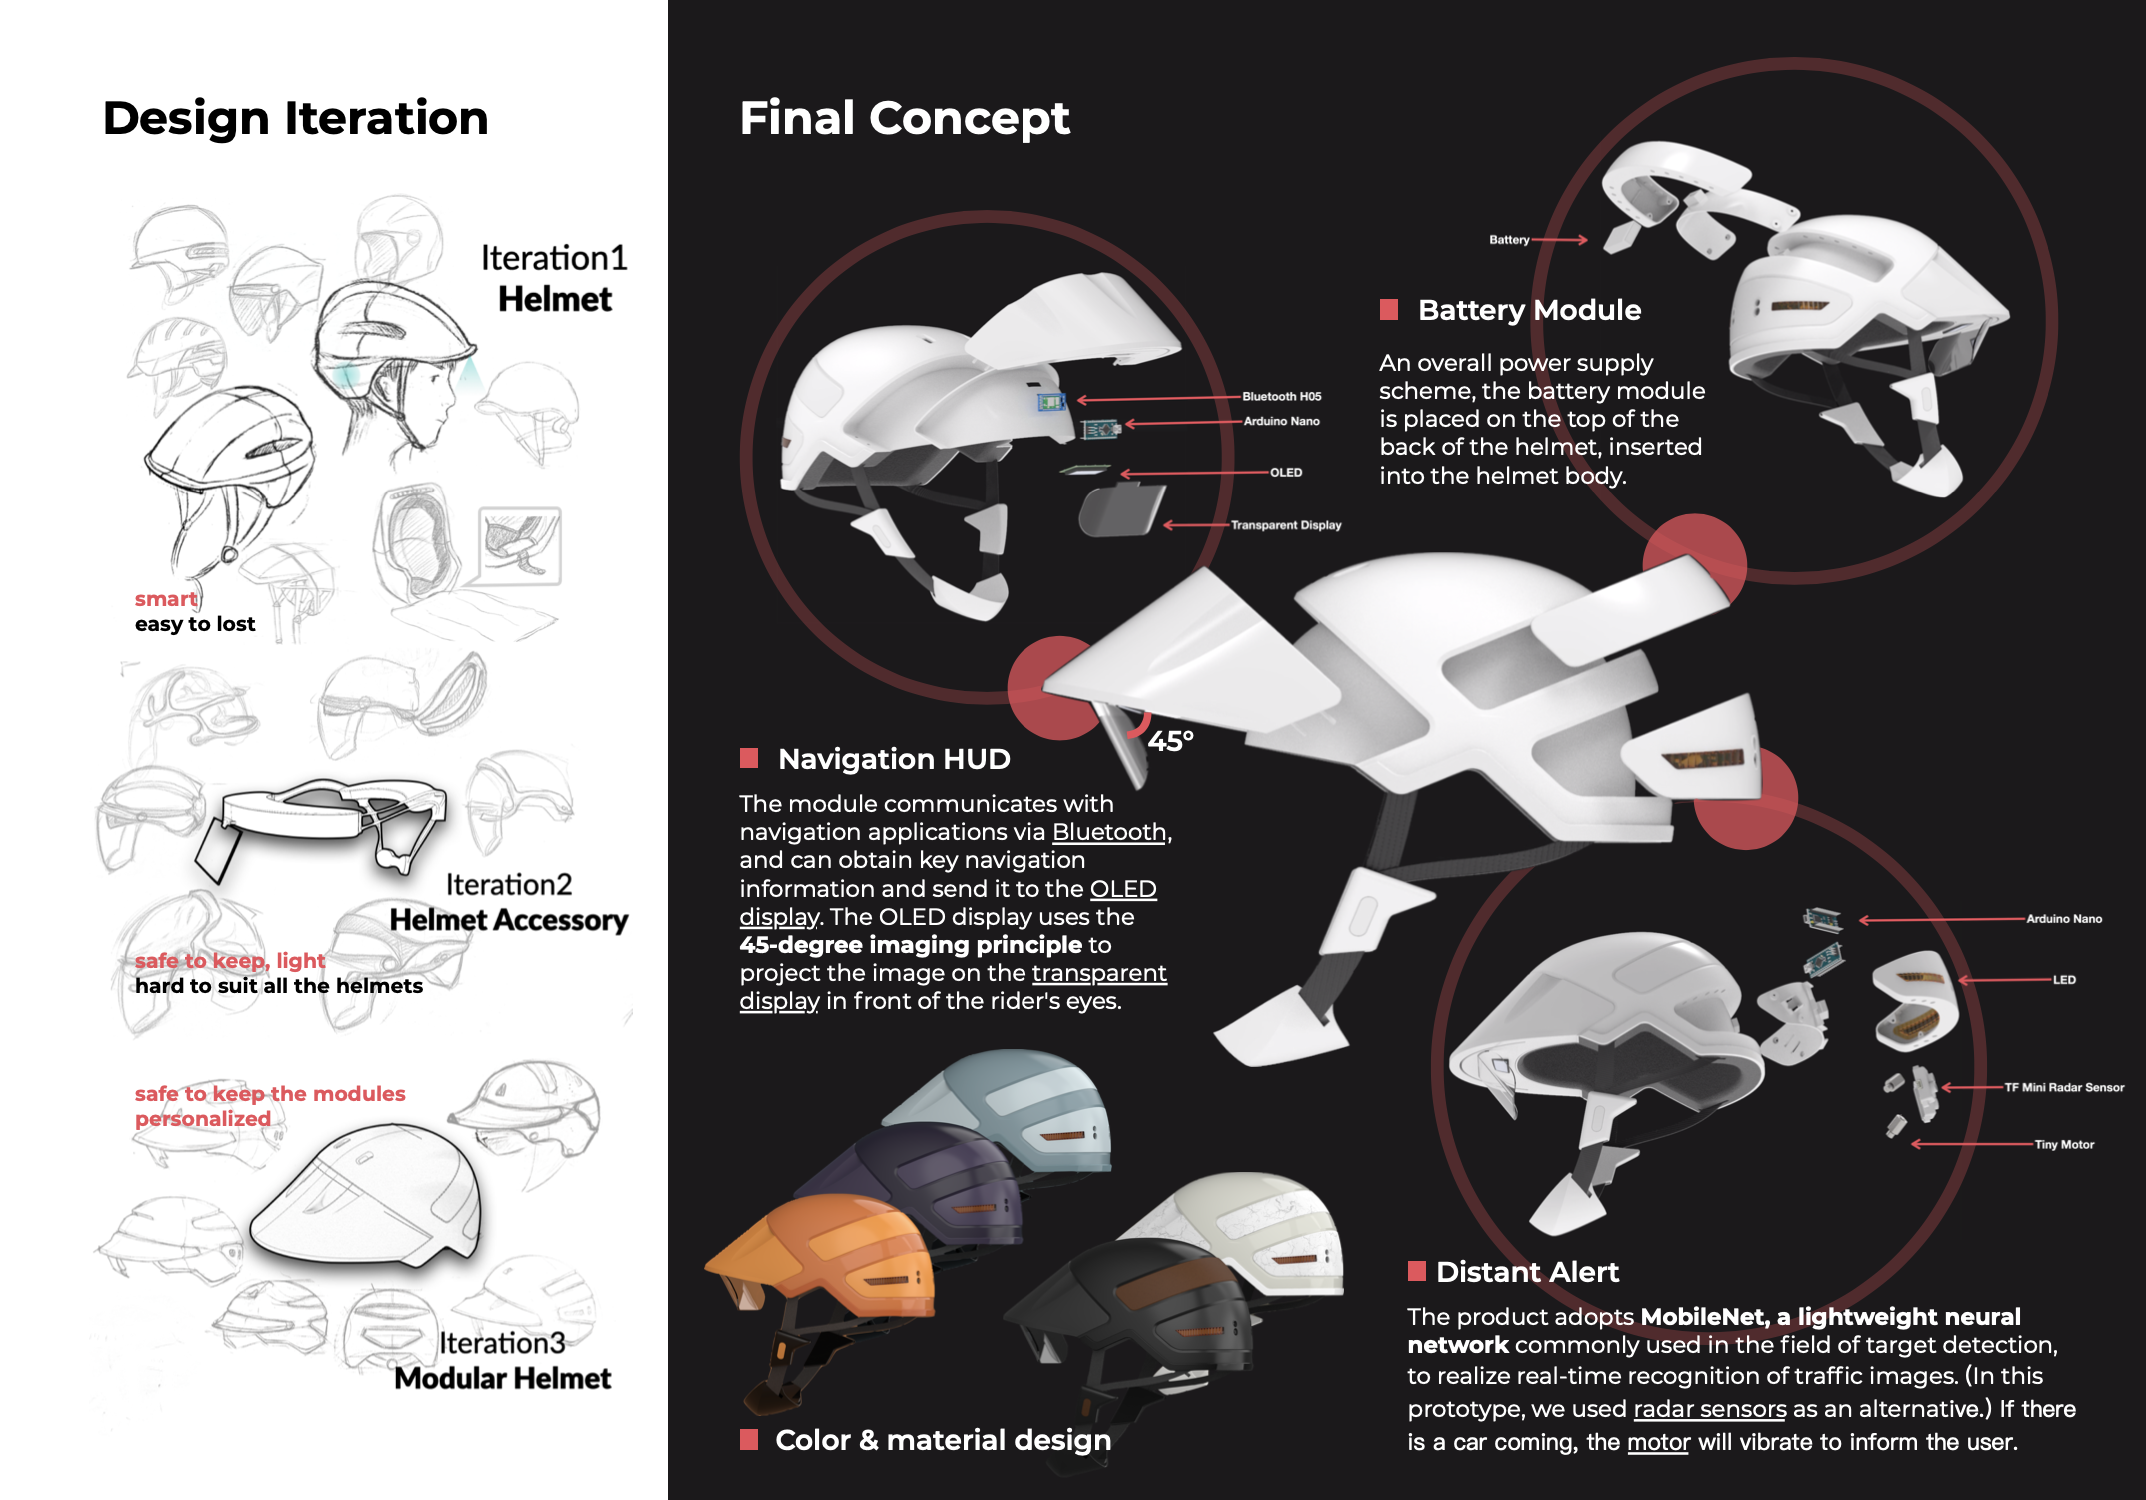 Design Iteration
Iteration1
Helmet
smart
easy to lost
Iteration2
Helmet Accessory
safe to keep, light
hard to suit all the helmets
safe to keep the modules
personalized
Iteration3
Modular Helmet
Final Concept
Bluetooth H05
Arduino Nano
OLED
Transparent Display
Battery
Battery Module
An overall power supply
scheme, the battery module
is placed on the top of the
back of the helmet, inserted
into the helmet body.
45°
Navigation HUD
The module communicates with
navigation applications via Bluetooth,
and can obtain key navigation
information and send it to the OLED
display. The OLED display uses the
45-degree imaging principle to
project the image on the transparent
display in front of the rider's eyes.
Arduino Nano
LED
TF Mini Radar Sensor
Tiny Motor
Distant Alert
The product adopts MobileNet, a lightweight neural
network commonly used in the field of target detection,
to realize real-time recognition of traffic images. (In this
prototype, we used radar sensors as an alternative.) If there
is a car coming, the motor will vibrate to inform the user.
Color & material design